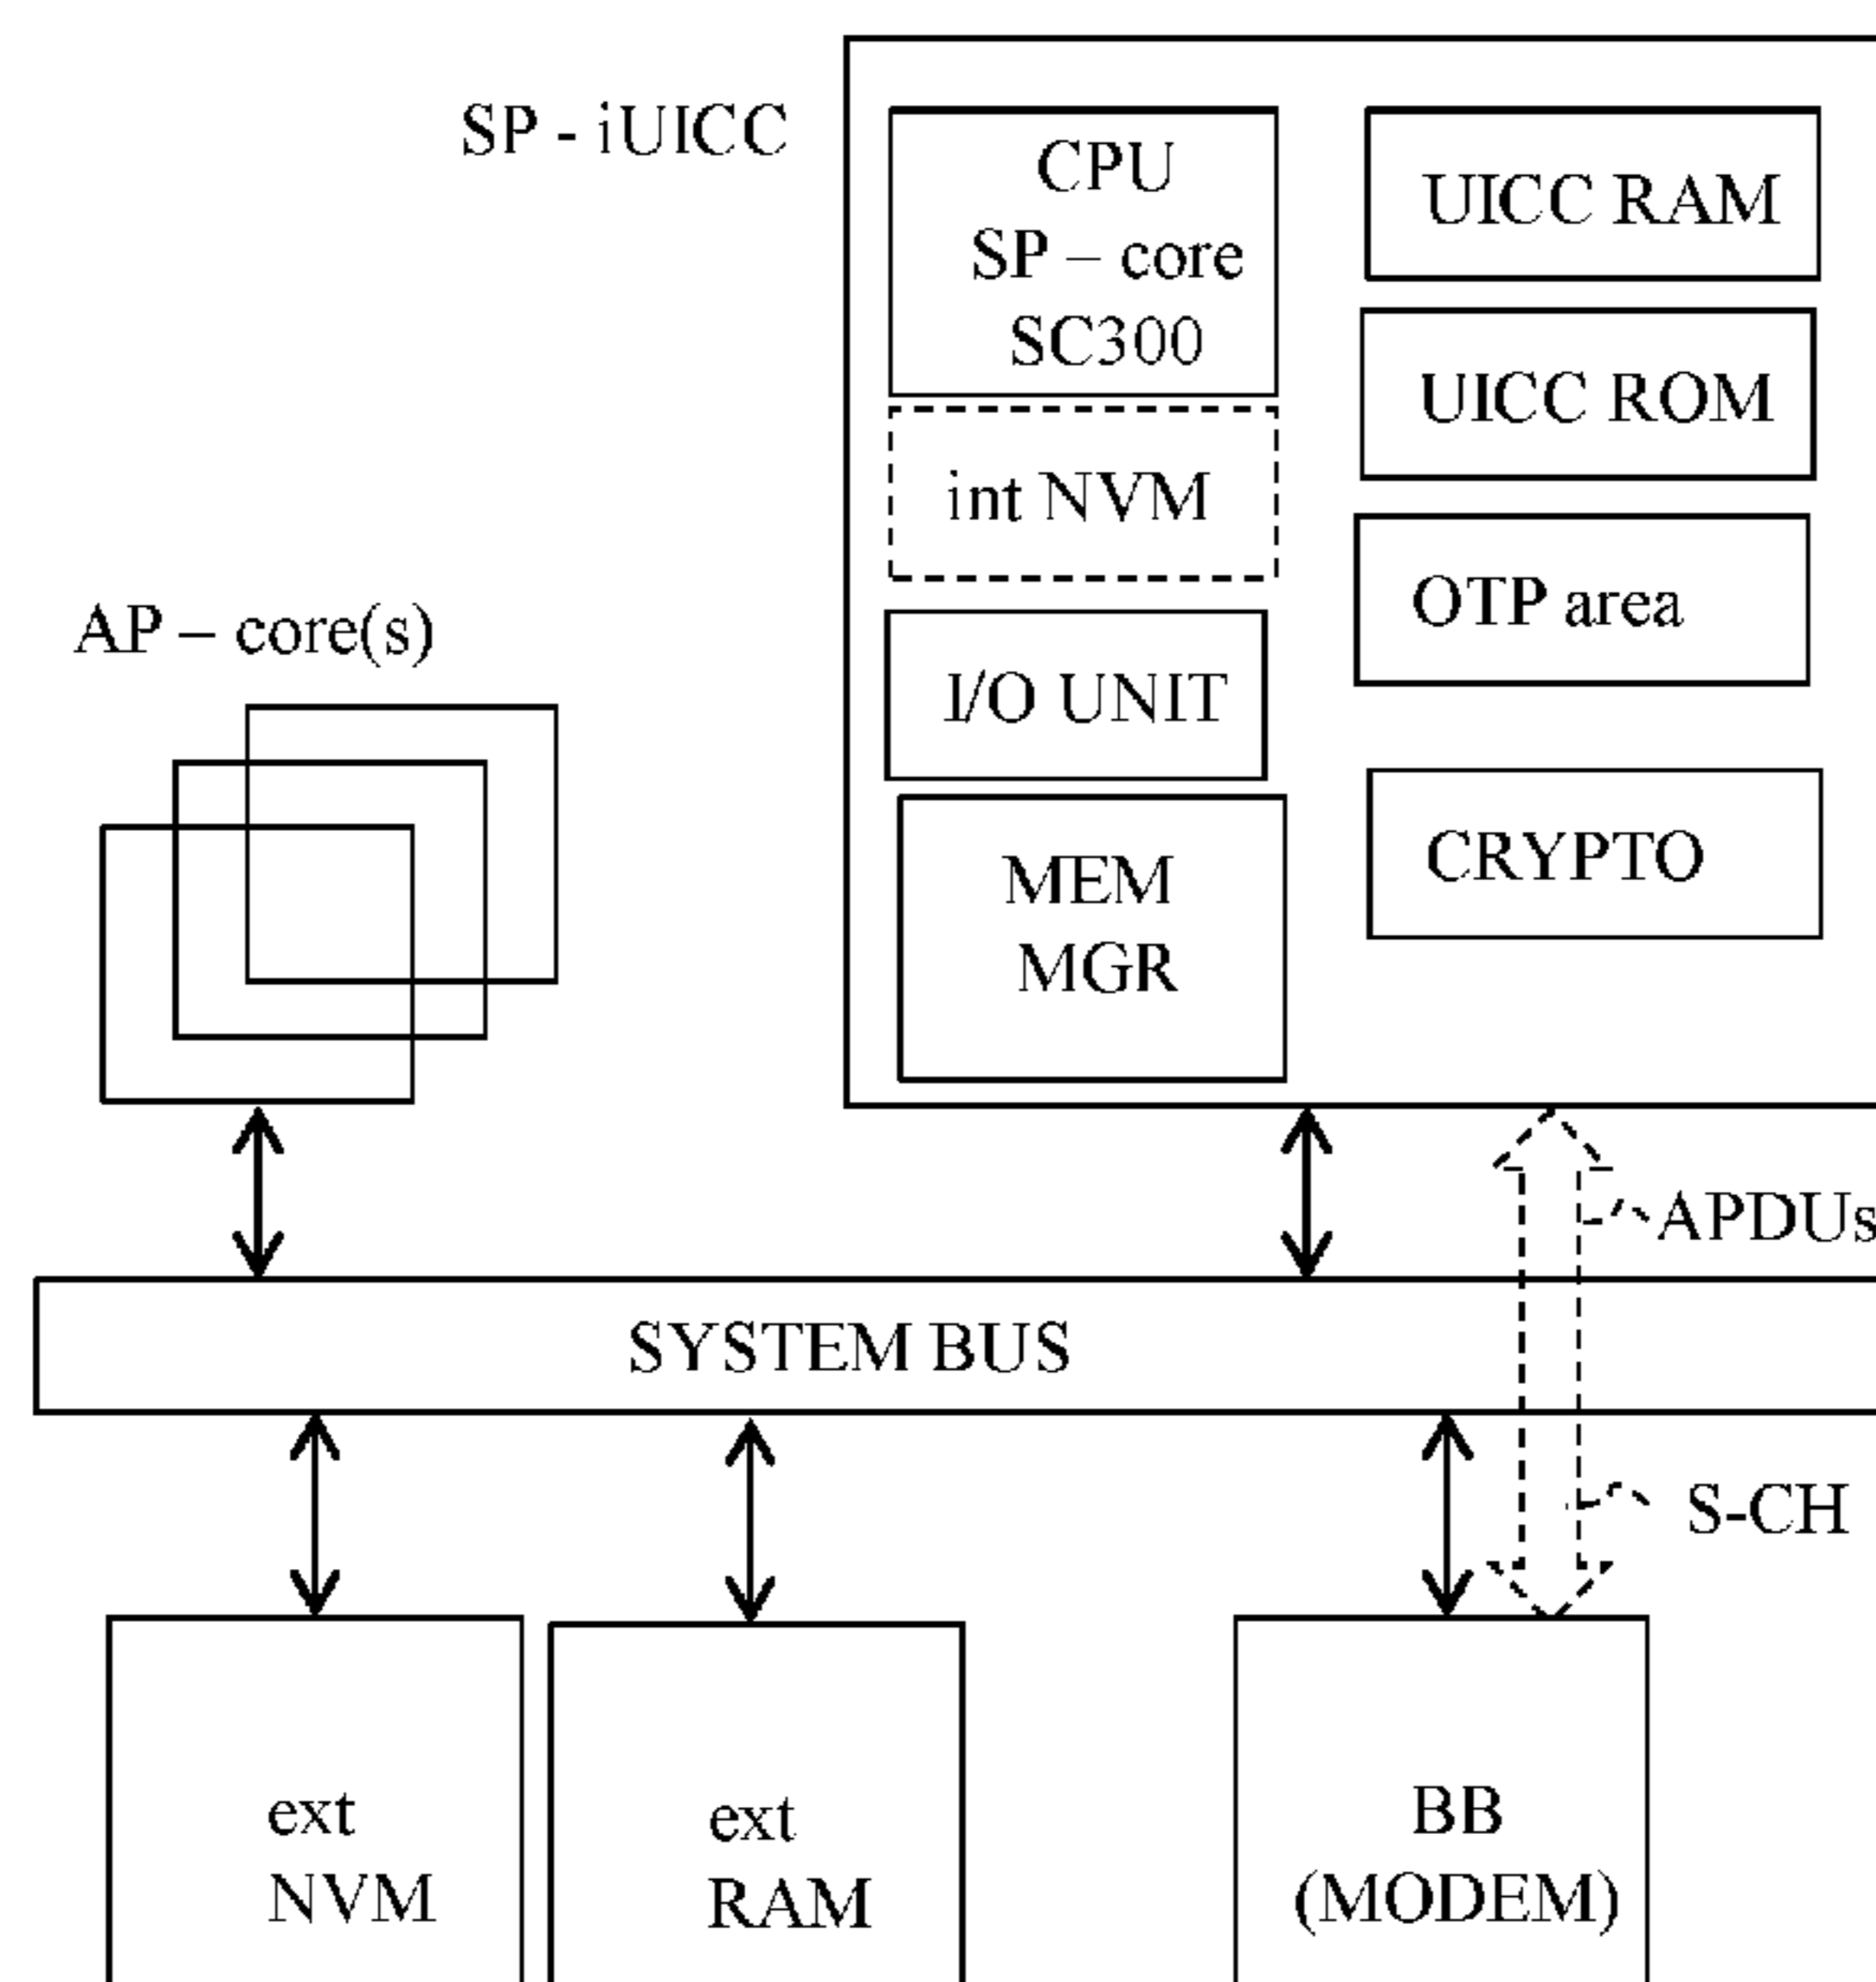 SP - iUICC
CPU
SP – core
SC300
UICC RAM
UICC ROM
int NVM
OTP area
AP – core(s)
I/O UNIT
CRYPTO
MEM
MGR
APDUs
SYSTEM BUS
S-CH
ext
NVM
ext
RAM
BB
(MODEM)